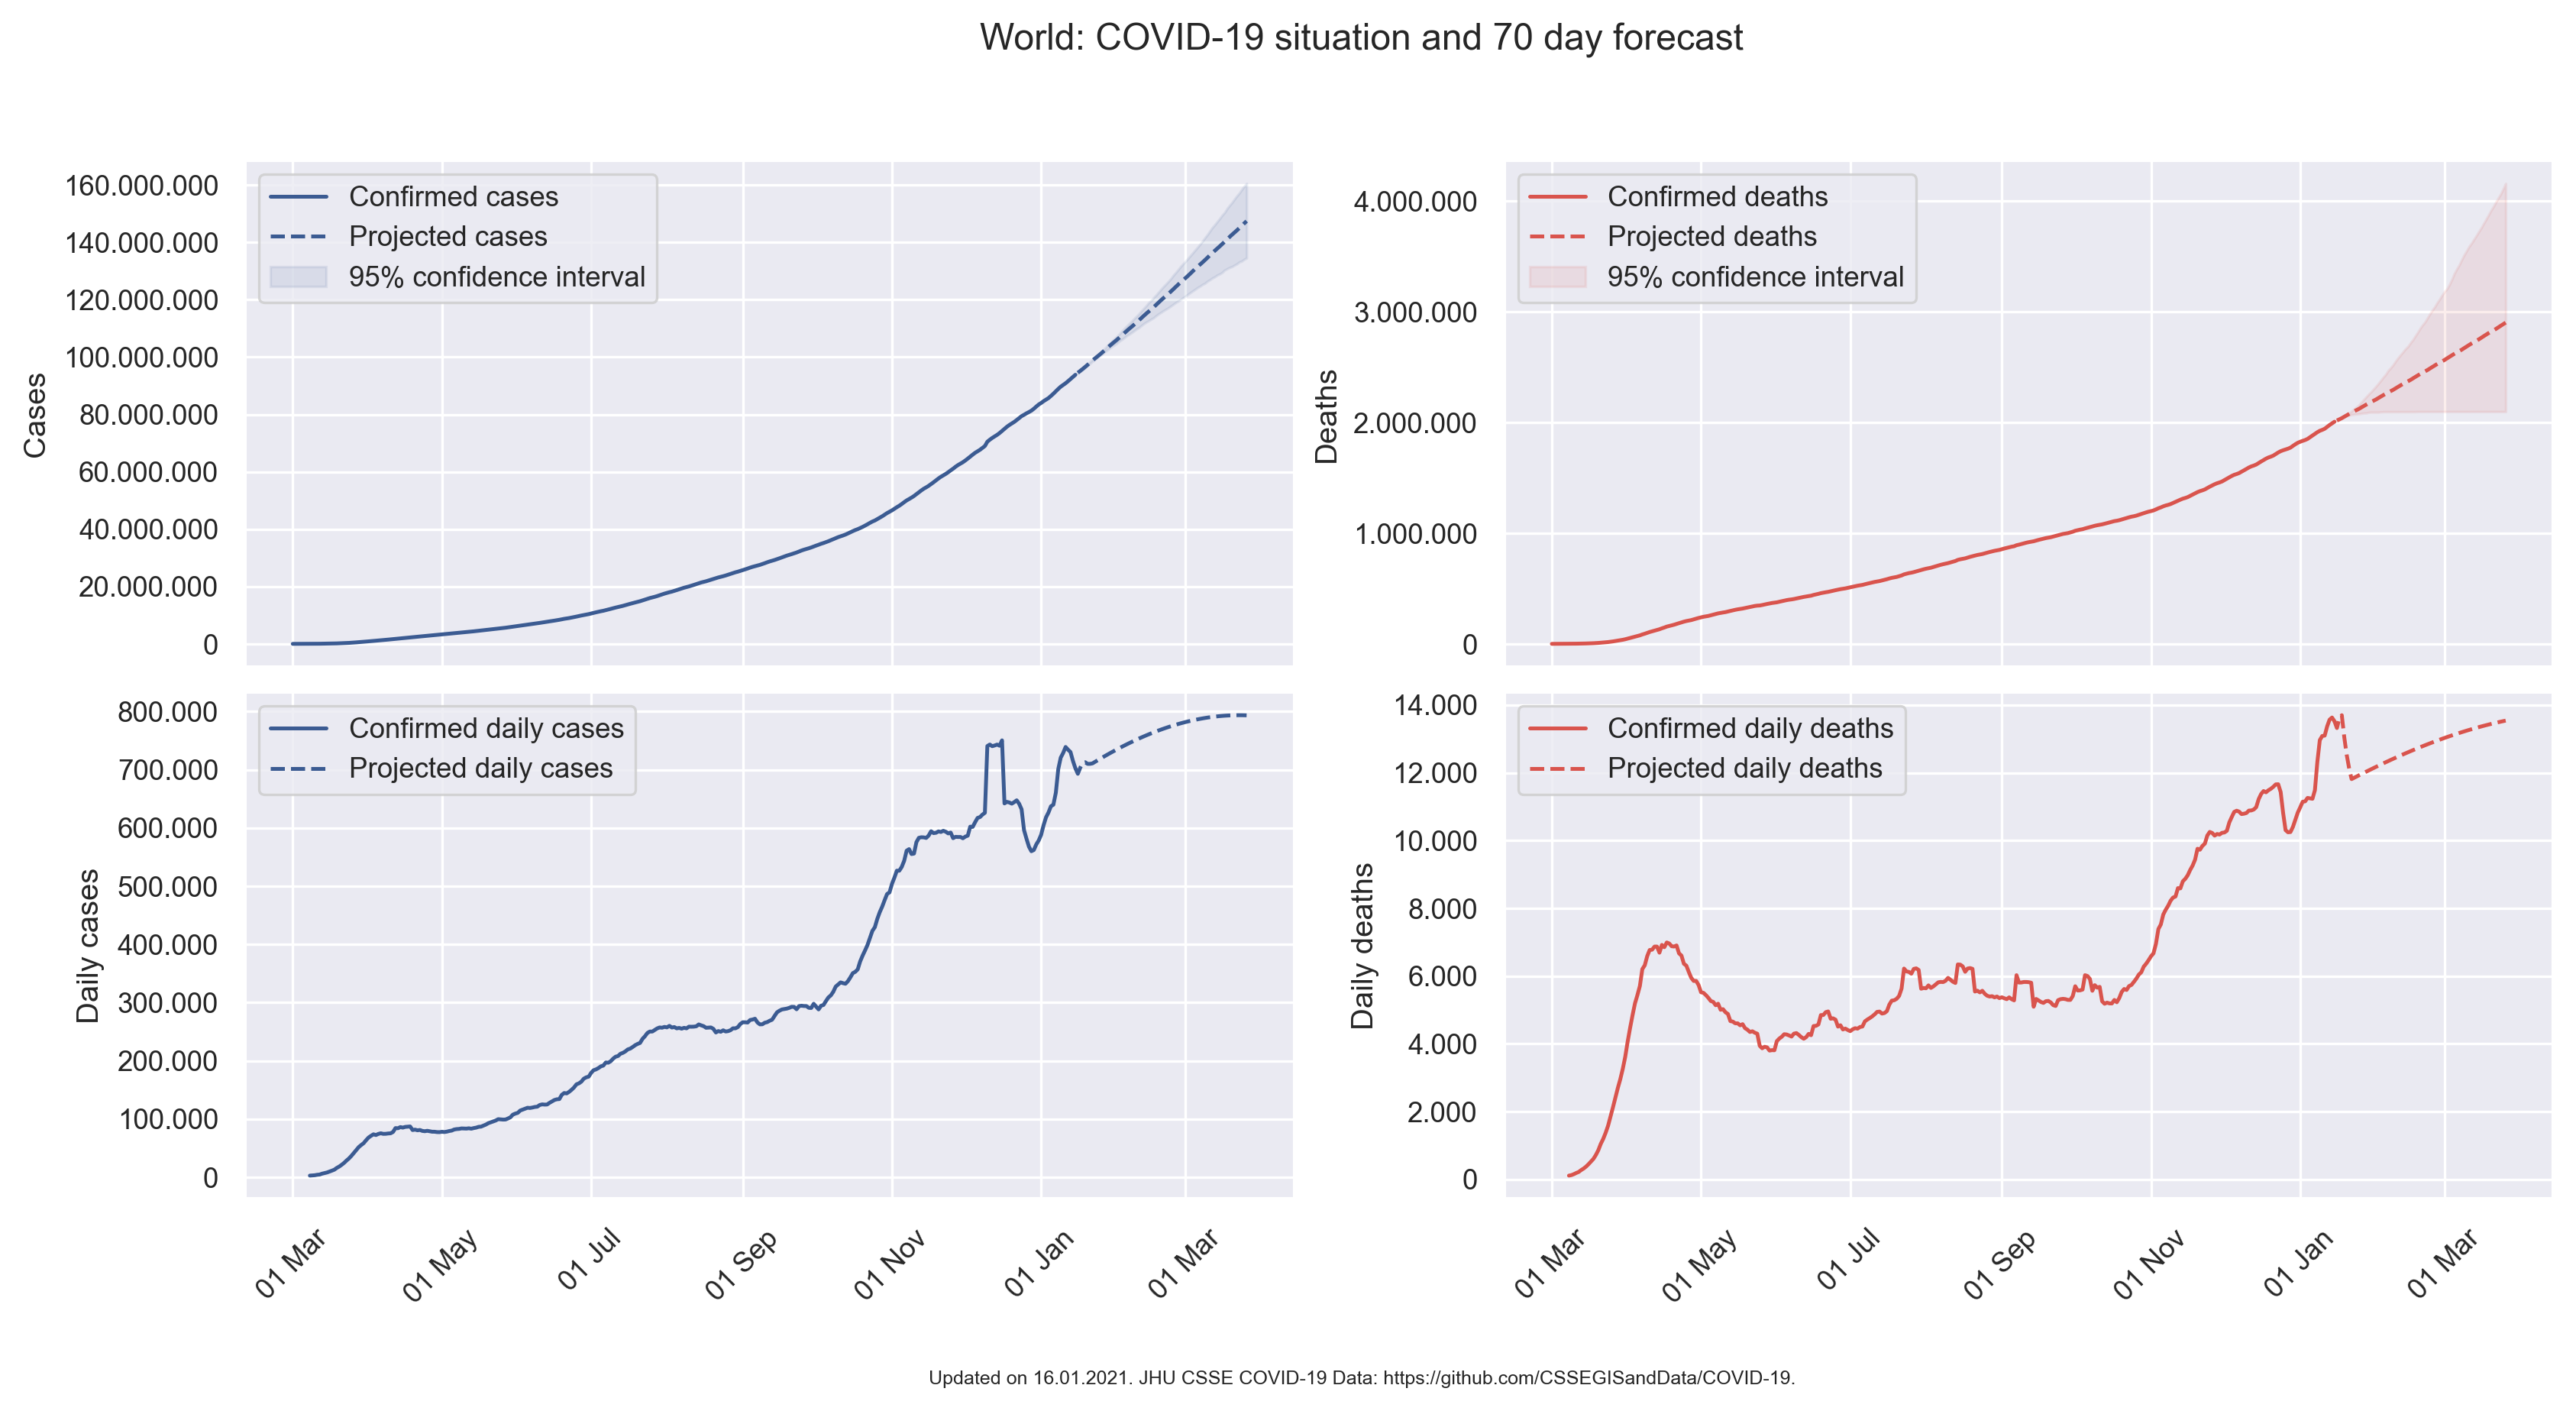 World: COVID-19 situation and 70 day forecast
160.000.000
140.000.000
120.000.000
100.000.000
80.000.000
60.000.000
40.000.000
20.000.000
0
Cases
Confirmed cases
Projected cases
95% confidence interval
4.000.000
3.000.000
2.000.000
1.000.000
0
Deaths
Confirmed deaths
Projected deaths
95% confidence interval
800.000
700.000
600.000
500.000
400.000
300.000
200.000
100.000
0
Daily cases
Confirmed daily cases
Projected daily cases
01 Mar
01 May
01 Jul
01 Sep
01 Nov
01 Jan
01 Mar
14.000
12.000
10.000
8.000
6.000
4.000
2.000
0
Daily deaths
Confirmed daily deaths
Projected daily deaths
01 Mar
01 May
01 Jul
01 Sep
01 Nov
01 Jan
01 Mar
Updated on 16.01.2021. JHU CSSE COVID-19 Data: https://github.com/CSSEGISandData/COVID-19.